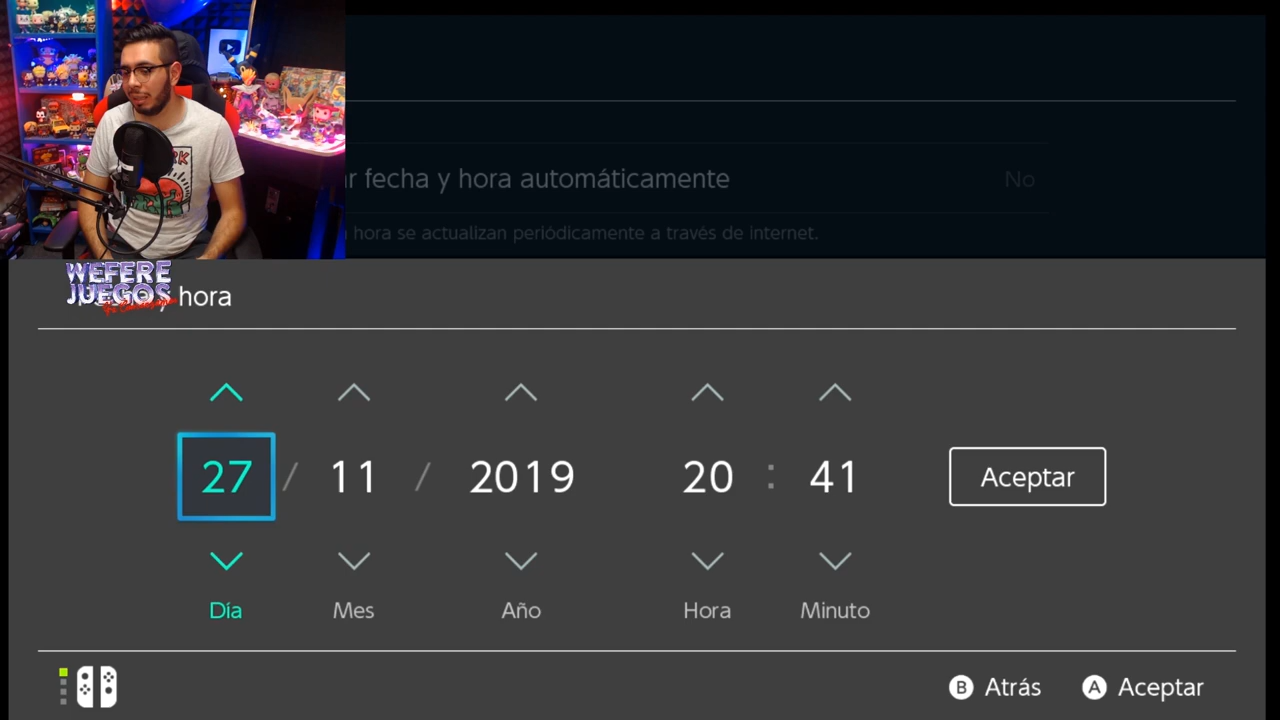 r fecha y hora automáticamente
No
hora se actualizan periódicamente a través de internet.
WEFERE
JUEGOS
y hora
27 / 11 / 2019 20 : 41
Aceptar
Día Mes Año Hora Minuto
B Atrás A Aceptar